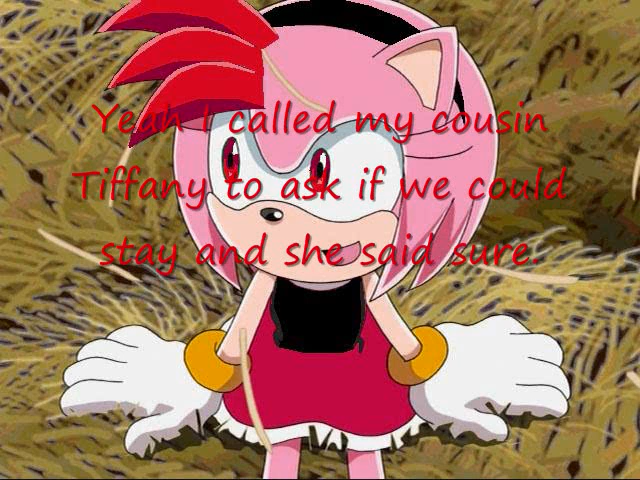 Yeah I called my cousin
Tiffany to ask if we could
stay and she said sure.